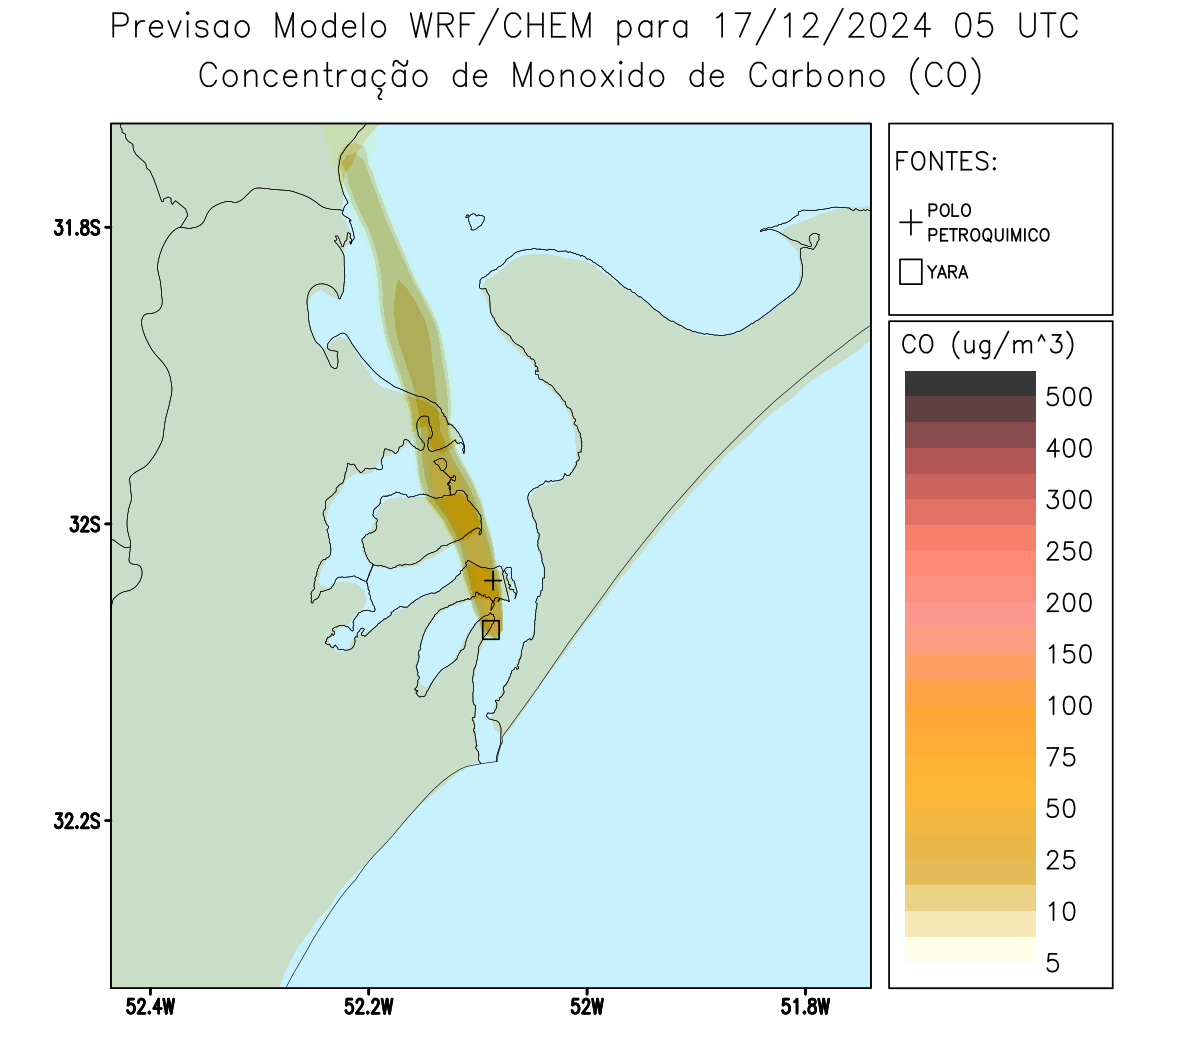 Previsao Modelo WRF/CHEM para 17/12/2024 05 UTC
Concentração de Monoxido de Carbono (CO)
FONTES:
POLO
PETROQUIMICO
YARA
CO (ug/m^3)
500
400
300
250
200
150
100
75
50
25
10
5
31.8S
32S
32.2S
52.4W
52.2W
52W
51.8W